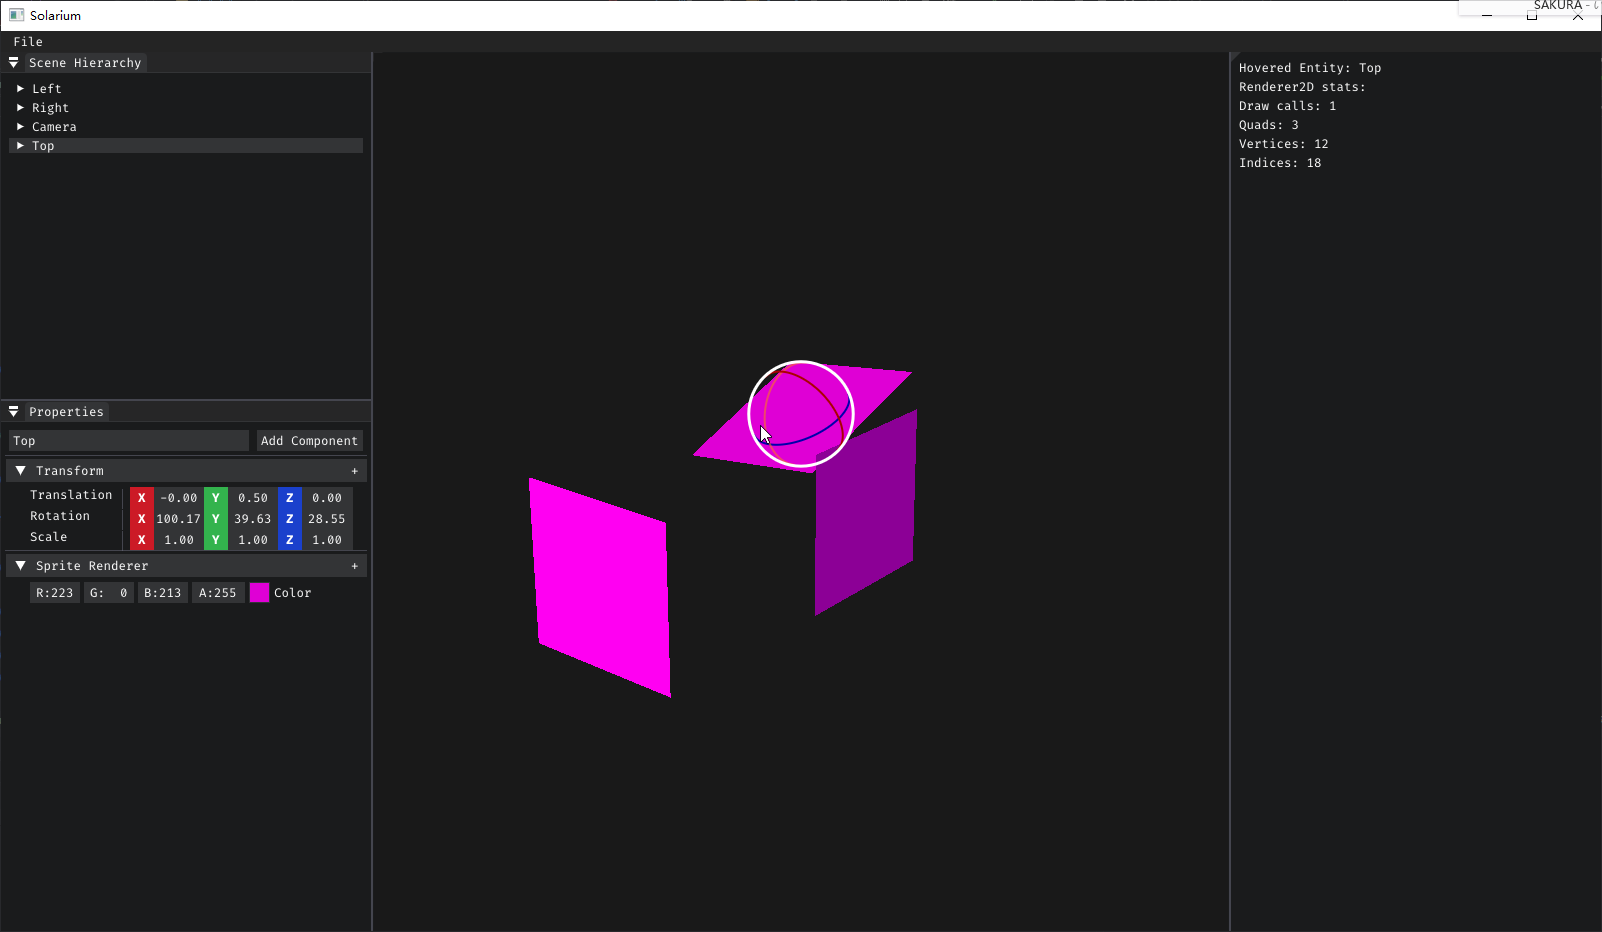 Solarium
SAKURA -
File
Scene Hierarchy
Left
Right
Camera
Top
Hovered Entity: Top
Renderer2D stats:
Draw calls: 1
Quads: 3
Vertices: 12
Indices: 18
Properties
Top Add Component
Transform +
Translation X -0.00 Y 0.50 Z 0.00
Rotation X 100.17 Y 39.63 Z 28.55
Scale X 1.00 Y 1.00 Z 1.00
Sprite Renderer +
R:223 G: 0 B:213 A:255 Color